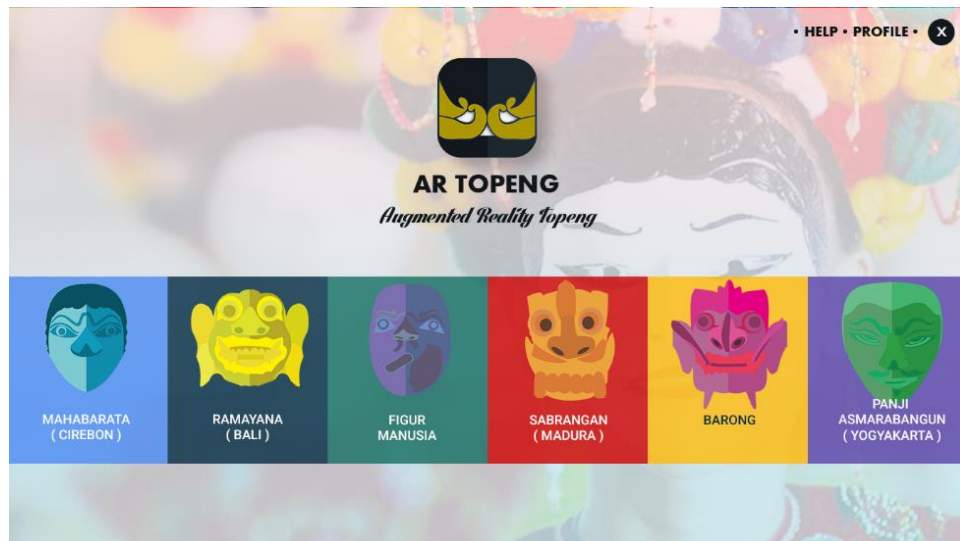 • HELP • PROFILE • X
AR TOPENG
Augmented Reality Topeng
MAHABARATA
( CIREBON )
RAMAYANA
( BALI )
FIGUR
MANUSIA
SABRANGAN
( MADURA )
BARONG
PANJI
ASMARABANGUN
( YOGYAKARTA )